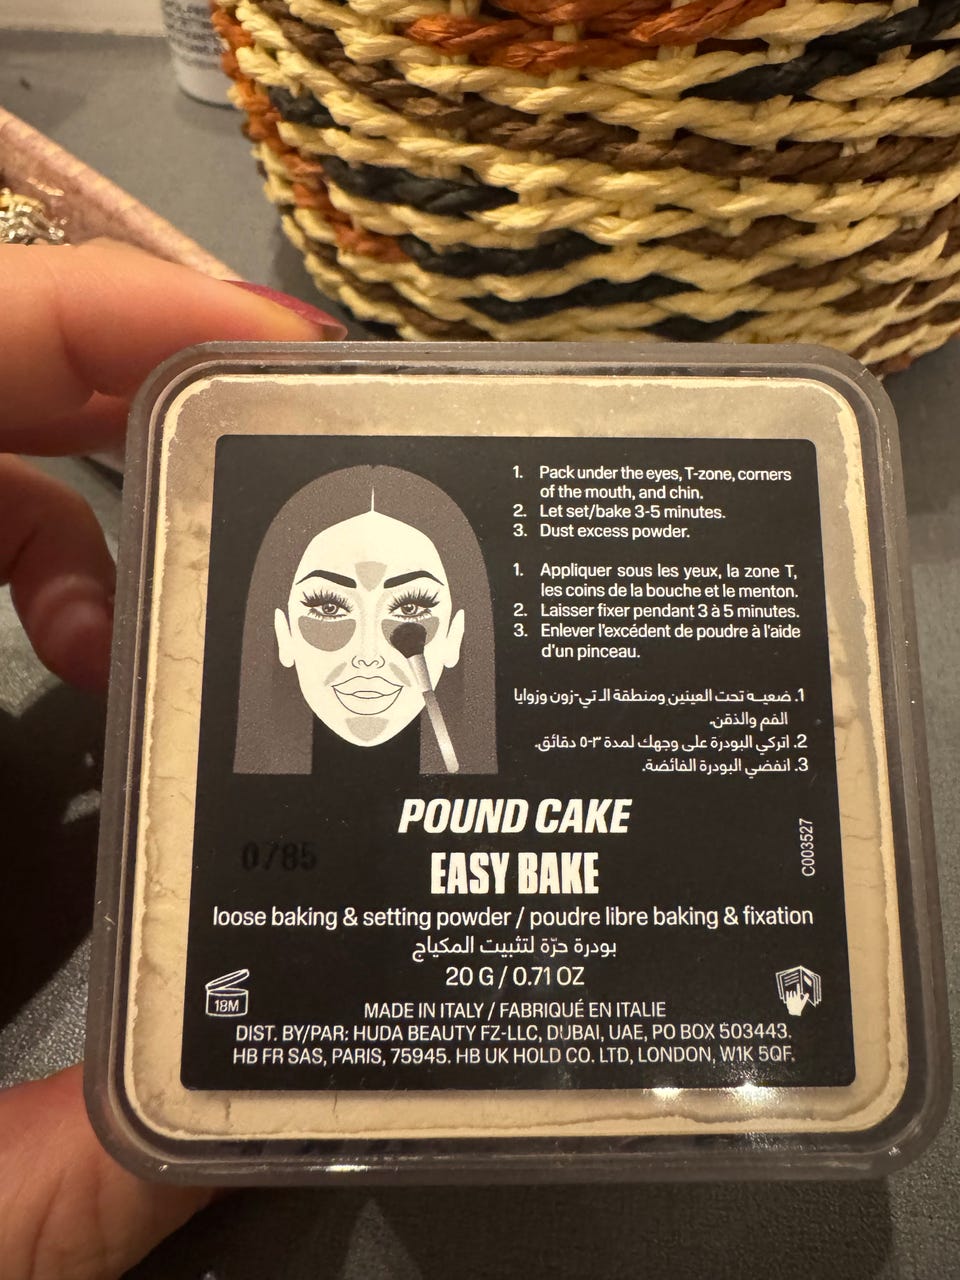 1. Pack under the eyes, T-zone, corners
of the mouth, and chin.
2. Let set/bake 3-5 minutes.
3. Dust excess powder.
1. Appliquer sous les yeux, la zone T,
les coins de la bouche et le menton.
2. Laisser fixer pendant 3 à 5 minutes.
3. Enlever l'excédent de poudre à l'aide
d'un pinceau.
1. ضعيه تحت العينين ومنطقة الـ تي-زون وزوايا
الفم والذقن.
2. اتركي البودرة على وجهك لمدة ٣-٥ دقائق.
3. انفضي البودرة الفائضة.
POUND CAKE
C003527
0785
EASY BAKE
loose baking & setting powder / poudre libre baking & fixation
بودرة حرّة لتثبيت المكياج
20 G / 0.71 OZ
18M
MADE IN ITALY / FABRIQUÉ EN ITALIE
DIST. BY/PAR: HUDA BEAUTY FZ-LLC, DUBAI, UAE, PO BOX 503443.
HB FR SAS, PARIS, 75945. HB UK HOLD CO. LTD, LONDON, W1K 5QF.